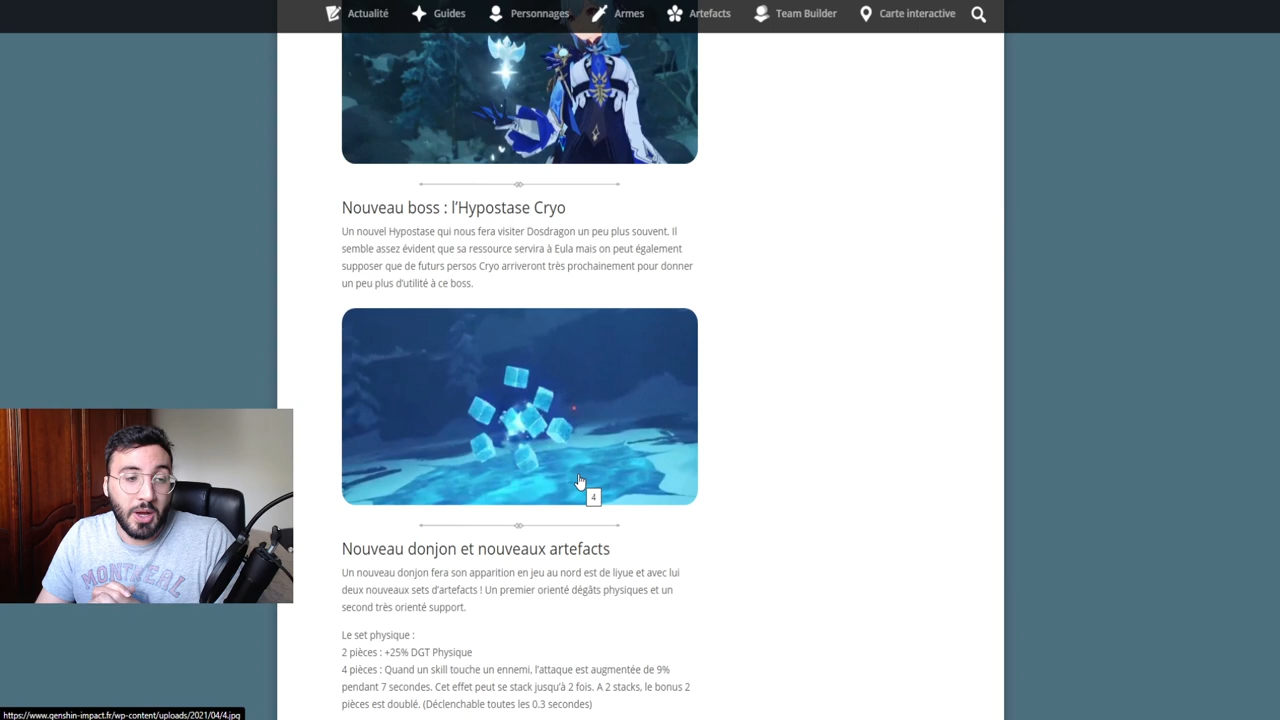 Actualité Guides Personnages Armes Artefacts Team Builder Carte interactive
Nouveau boss : l’Hypostase Cryo
Un nouvel Hypostase qui nous fera visiter Dosdragon un peu plus souvent. Il
semble assez évident que sa ressource servira à Eula mais on peut également
supposer que de futurs persos Cryo arriveront très prochainement pour donner
un peu plus d’utilité à ce boss.
4
Nouveau donjon et nouveaux artefacts
Un nouveau donjon fera son apparition en jeu au nord est de liyue et avec lui
deux nouveaux sets d’artefacts ! Un premier orienté dégâts physiques et un
second très orienté support.
MONTREAL
Le set physique :
2 pièces : +25% DGT Physique
4 pièces : Quand un skill touche un ennemi, l’attaque est augmentée de 9%
pendant 7 secondes. Cet effet peut se stack jusqu’à 2 fois. A 2 stacks, le bonus 2
pièces est doublé. (Déclenchable toutes les 0.3 secondes)
https://www.genshin-impact.fr/wp-content/uploads/2021/04/4.jpg